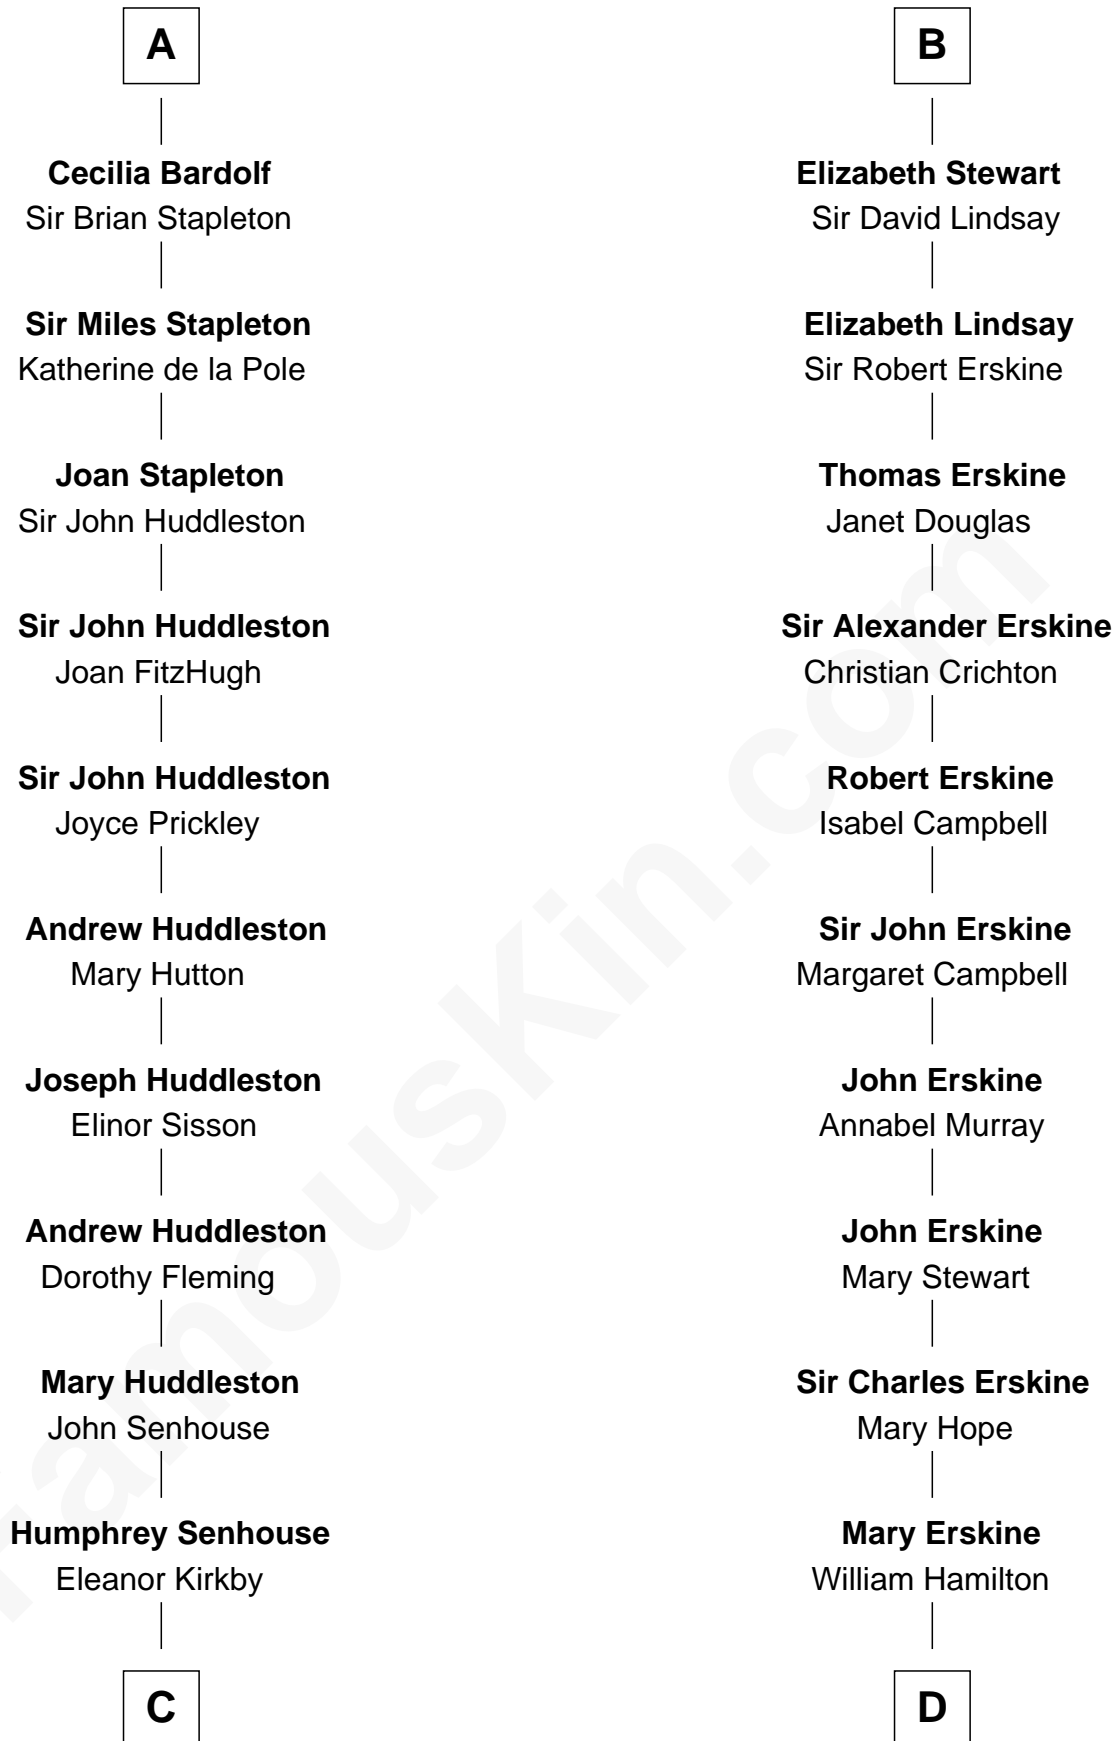 A
Cecilia Bardolf
Sir Brian Stapleton
Sir Miles Stapleton
Katherine de la Pole
Joan Stapleton
Sir John Huddleston
Sir John Huddleston
Joan FitzHugh
Sir John Huddleston
Joyce Prickley
Andrew Huddleston
Mary Hutton
Joseph Huddleston
Elinor Sisson
Andrew Huddleston
Dorothy Fleming
Mary Huddleston
John Senhouse
Humphrey Senhouse
Eleanor Kirkby
C
B
Elizabeth Stewart
Sir David Lindsay
Elizabeth Lindsay
Sir Robert Erskine
Thomas Erskine
Janet Douglas
Sir Alexander Erskine
Christian Crichton
Robert Erskine
Isabel Campbell
Sir John Erskine
Margaret Campbell
John Erskine
Annabel Murray
John Erskine
Mary Stewart
Sir Charles Erskine
Mary Hope
Mary Erskine
William Hamilton
D
FamousKin.com